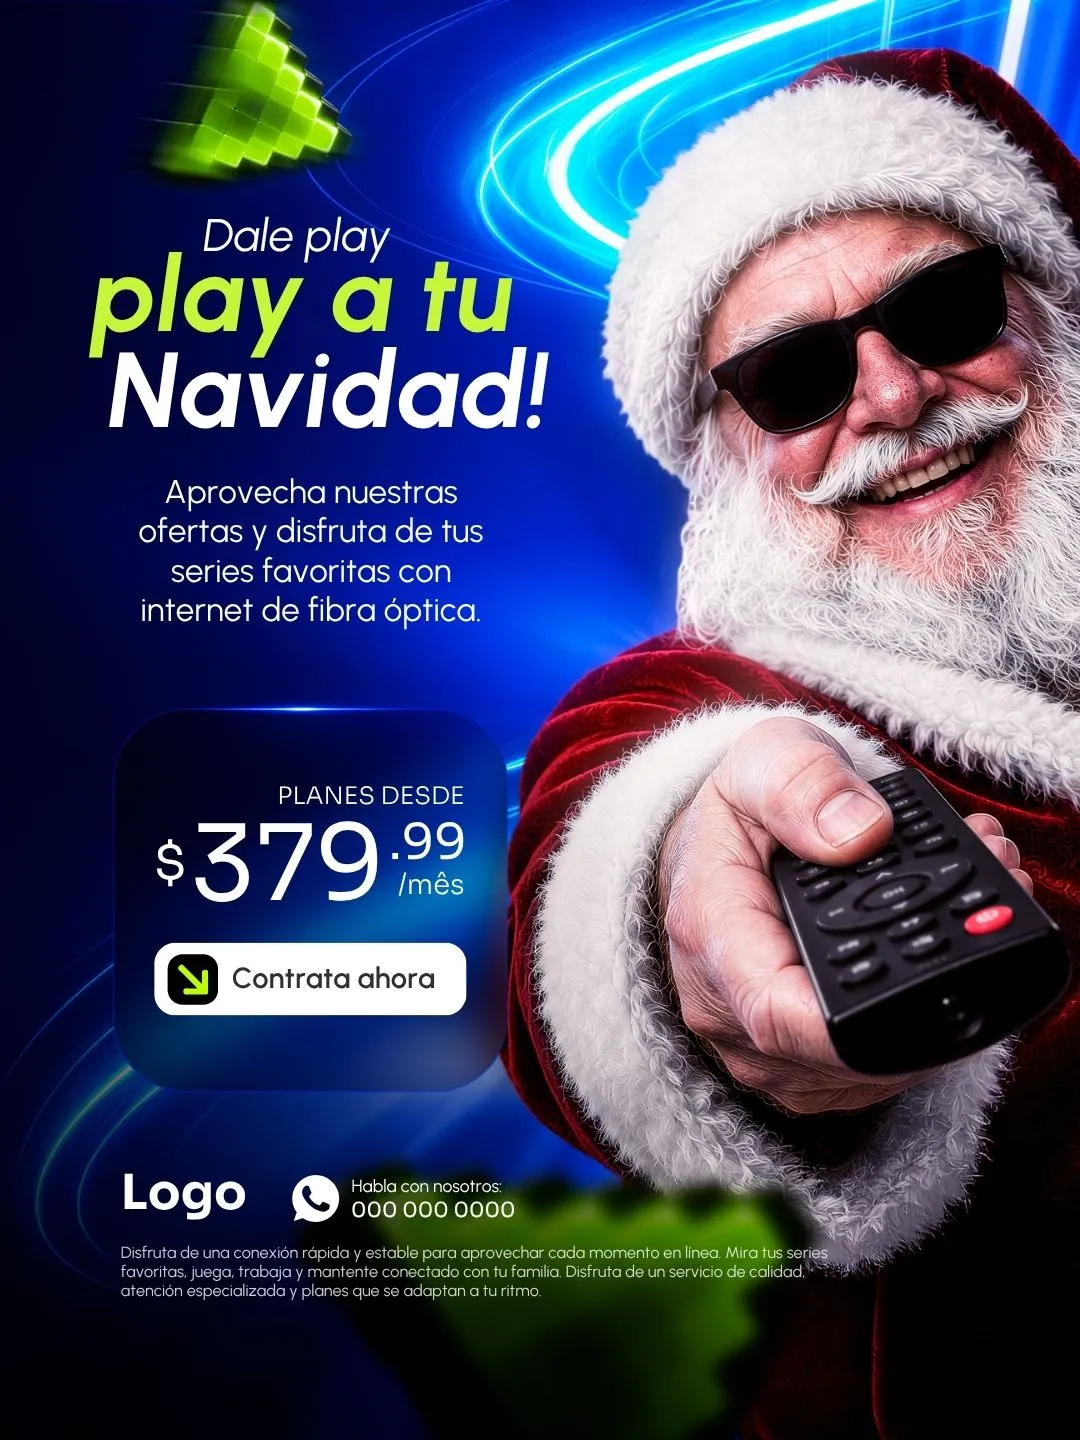 Dale play
play a tu
Navidad!
Aprovecha nuestras
ofertas y disfruta de tus
series favoritas con
internet de fibra óptica.
PLANES DESDE
$379.99
/mês
Contrata ahora
Logo
Habla con nosotros:
000 000 0000
Disfruta de una conexión rápida y estable para aprovechar cada momento en línea. Mira tus series
favoritas, juega, trabaja y mantente conectado con tu familia. Disfruta de un servicio de calidad,
atención especializada y planes que se adaptan a tu ritmo.